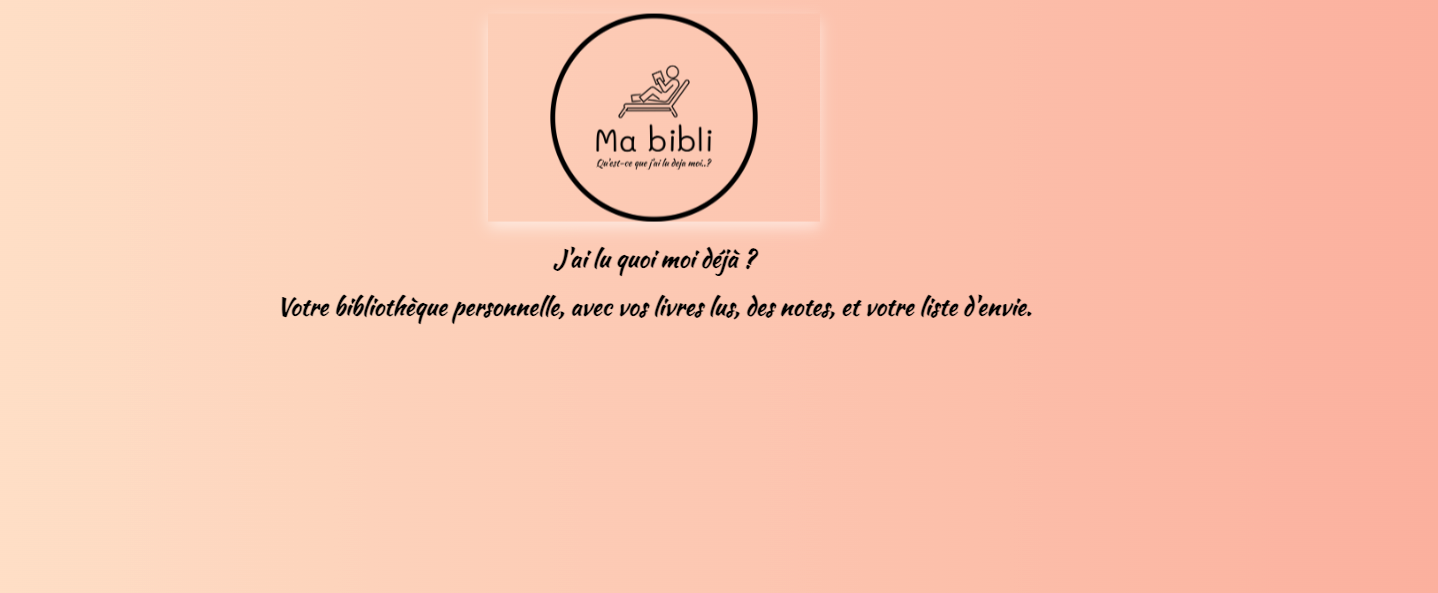 Ma bibli
Qu'est-ce que j'ai lu deja moi..?
J'ai lu quoi moi déjà ?
Votre bibliothèque personnelle, avec vos livres lus, des notes, et votre liste d'envie.